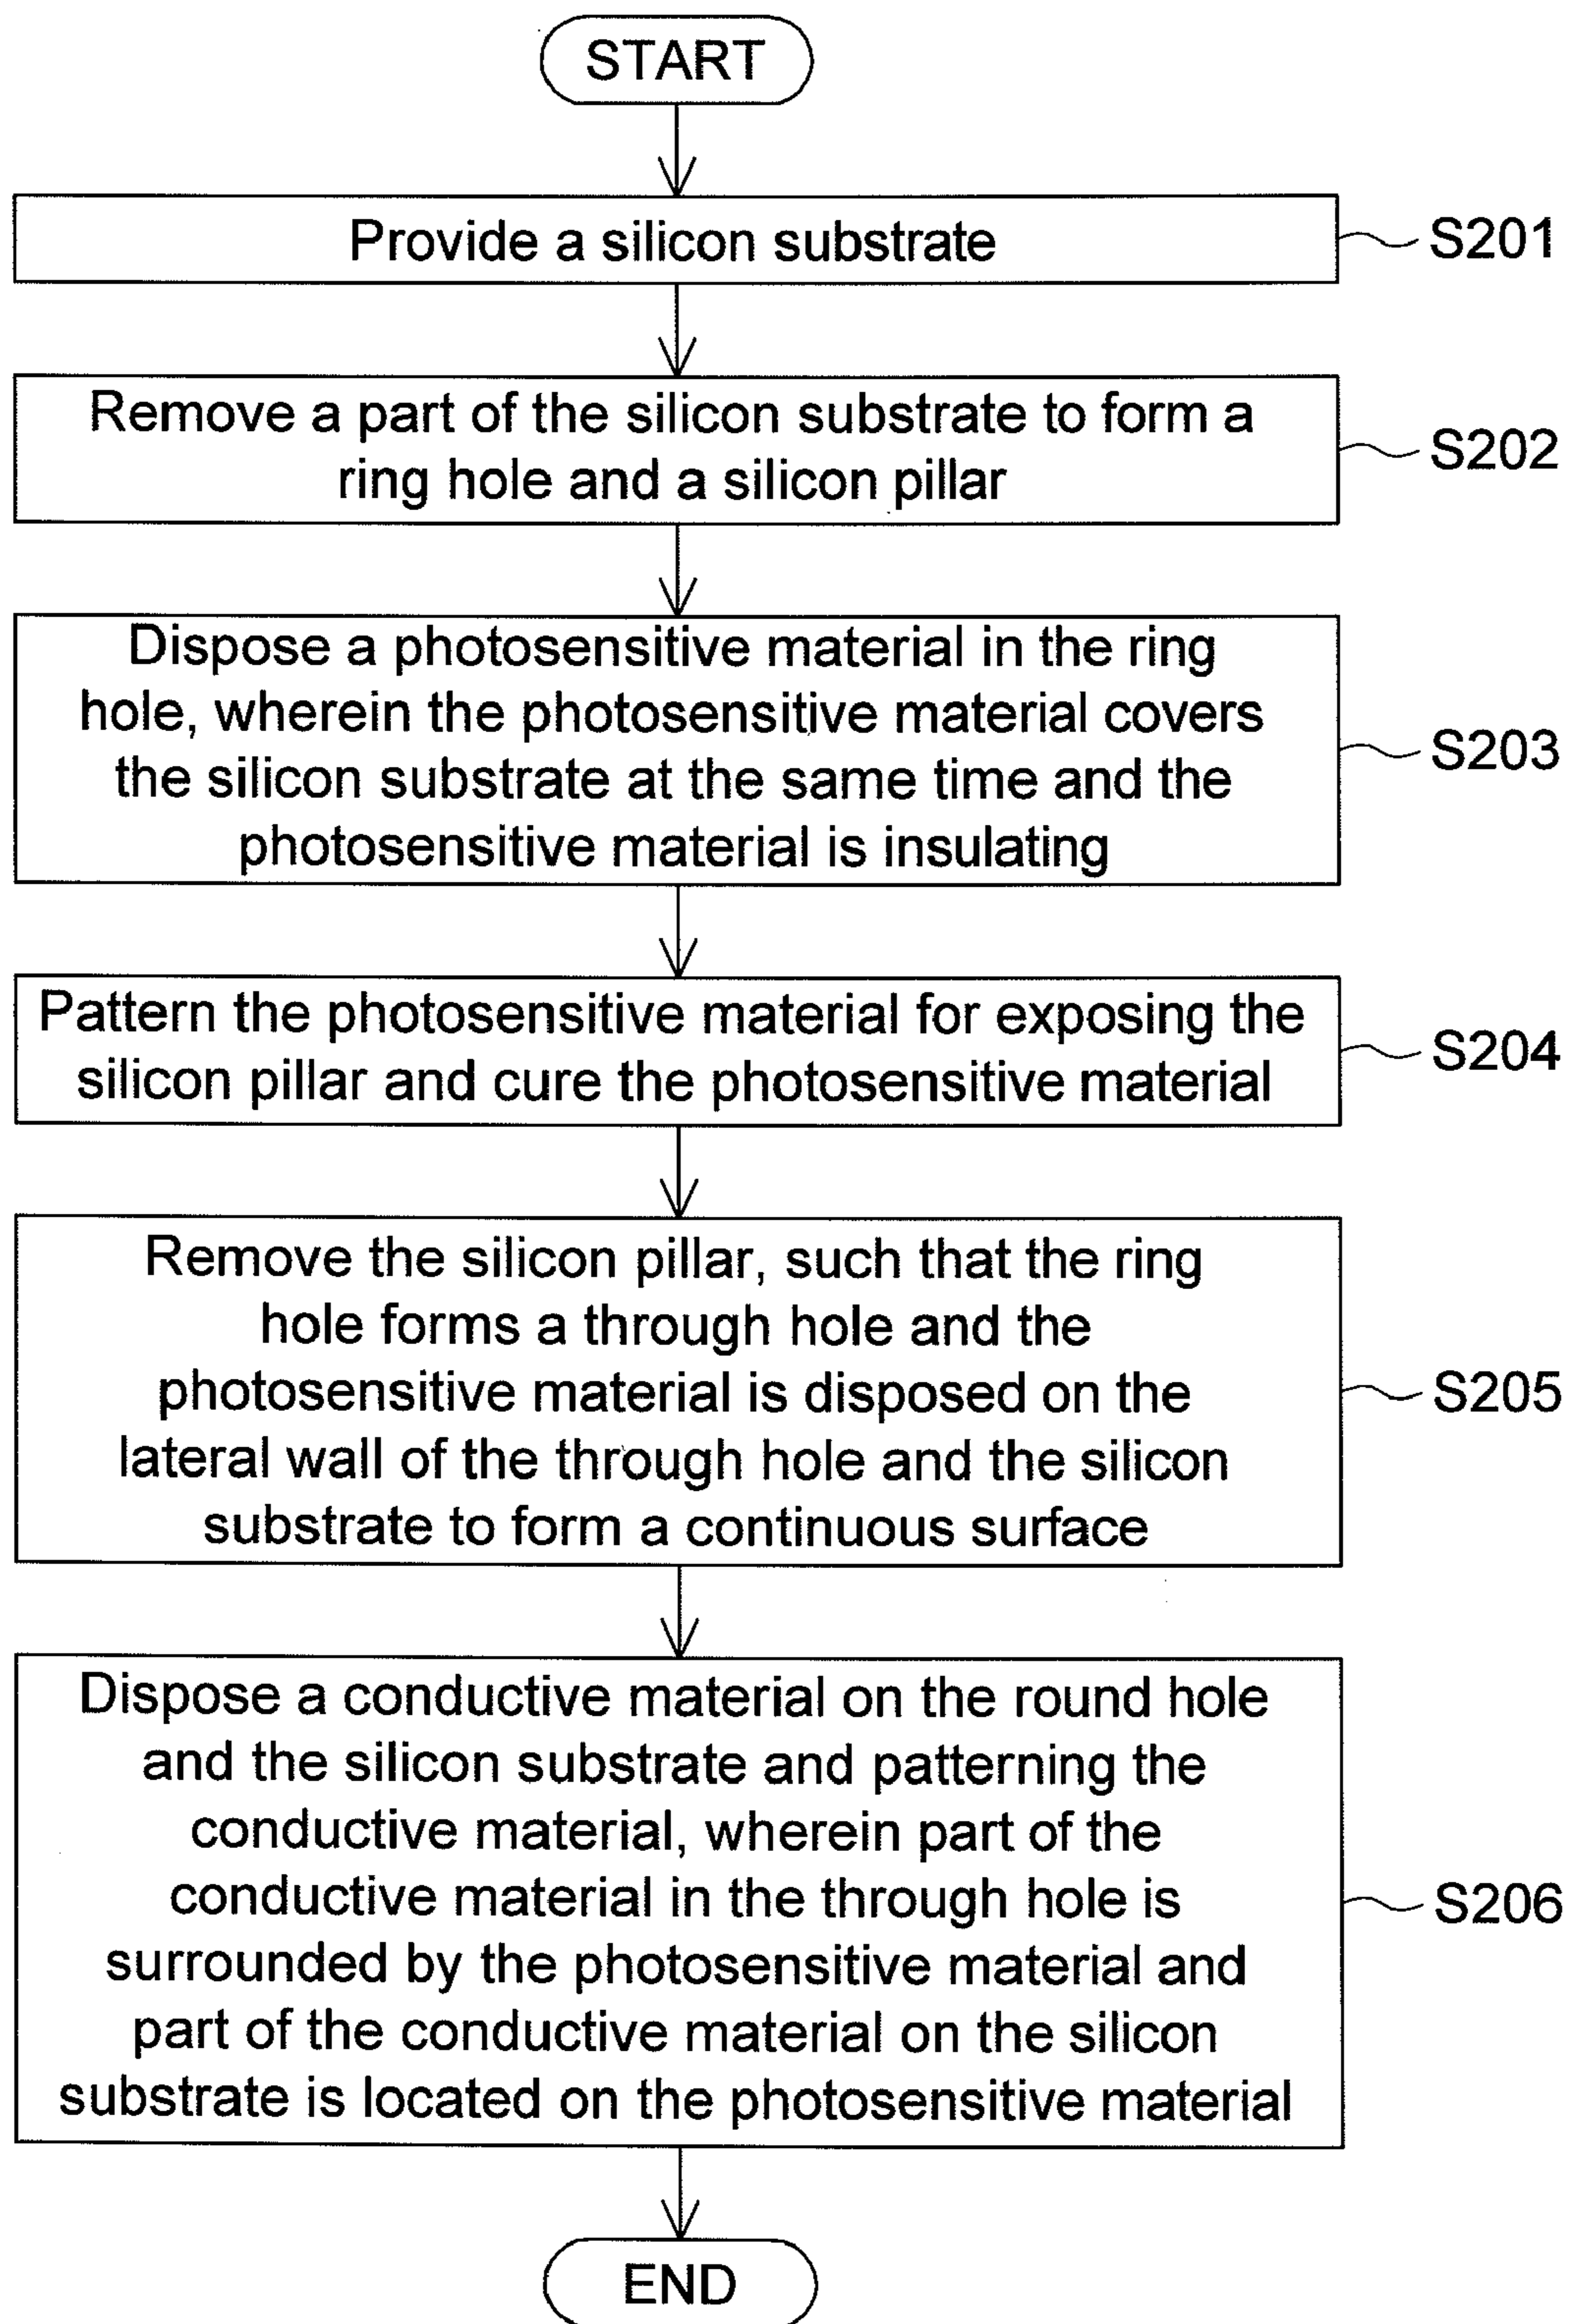 START
Provide a silicon substrate
S201
Remove a part of the silicon substrate to form a
ring hole and a silicon pillar
S202
Dispose a photosensitive material in the ring
hole, wherein the photosensitive material covers
the silicon substrate at the same time and the
photosensitive material is insulating
S203
Pattern the photosensitive material for exposing the
silicon pillar and cure the photosensitive material
S204
Remove the silicon pillar, such that the ring
hole forms a through hole and the
photosensitive material is disposed on the
lateral wall of the through hole and the silicon
substrate to form a continuous surface
S205
Dispose a conductive material on the round hole
and the silicon substrate and patterning the
conductive material, wherein part of the
conductive material in the through hole is
surrounded by the photosensitive material and
part of the conductive material on the silicon
substrate is located on the photosensitive material
S206
END